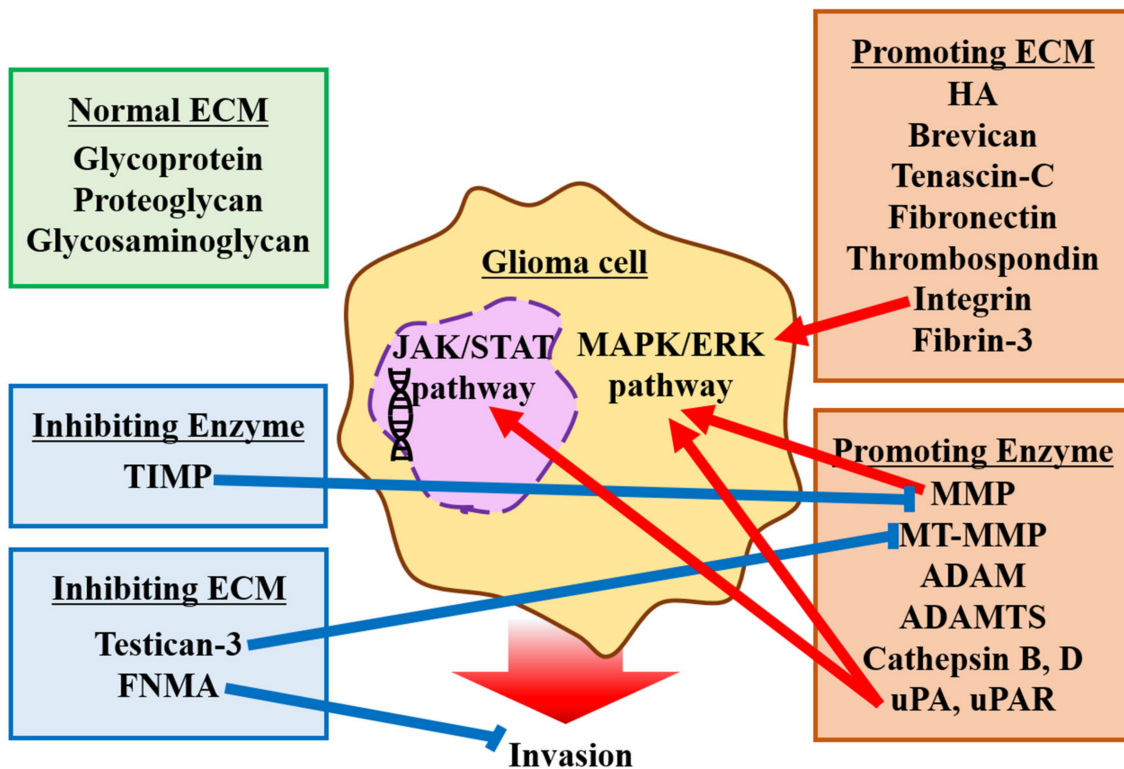 Normal ECM
Glycoprotein
Proteoglycan
Glycosaminoglycan
Inhibiting Enzyme
TIMP
Inhibiting ECM
Testican-3
FNMA
Glioma cell
JAK/STAT
pathway
MAPK/ERK
pathway
Invasion
Promoting ECM
HA
Brevican
Tenascin-C
Fibronectin
Thrombospondin
Integrin
Fibrin-3
Promoting Enzyme
MMP
MT-MMP
ADAM
ADAMTS
Cathepsin B, D
uPA, uPAR